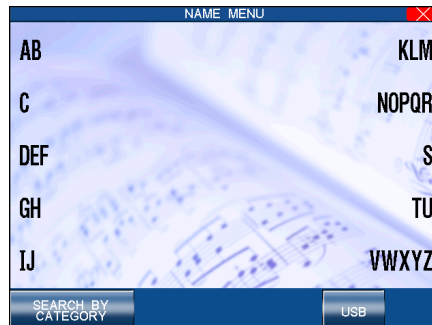 NAME MENU
AB
KLM
C
NOPQR
DEF
S
GH
TU
IJ
VWXYZ
SEARCH BY
CATEGORY
USB